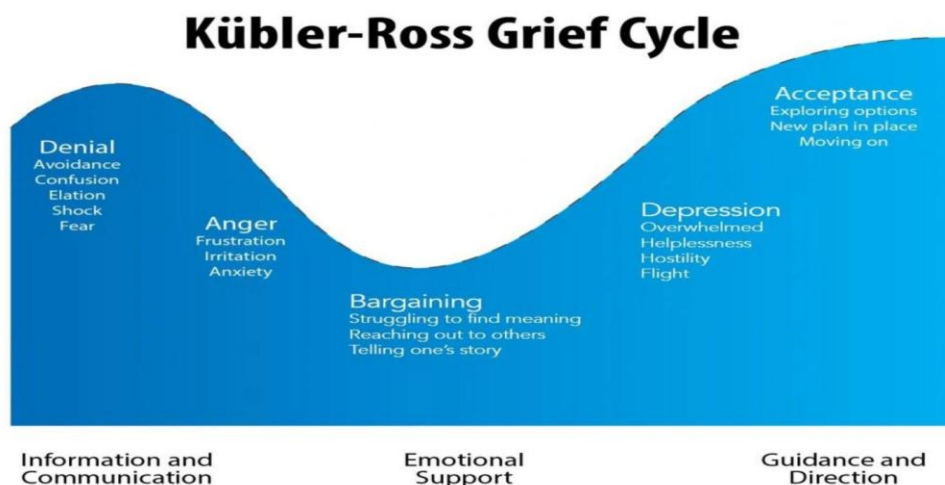 Kübler-Ross Grief Cycle
Denial
Avoidance
Confusion
Elation
Shock
Fear
Anger
Frustration
Irritation
Anxiety
Bargaining
Struggling to find meaning
Reaching out to others
Telling one's story
Depression
Overwhelmed
Helplessness
Hostility
Flight
Acceptance
Exploring options
New plan in place
Moving on
Information and
Communication
Emotional
Support
Guidance and
Direction